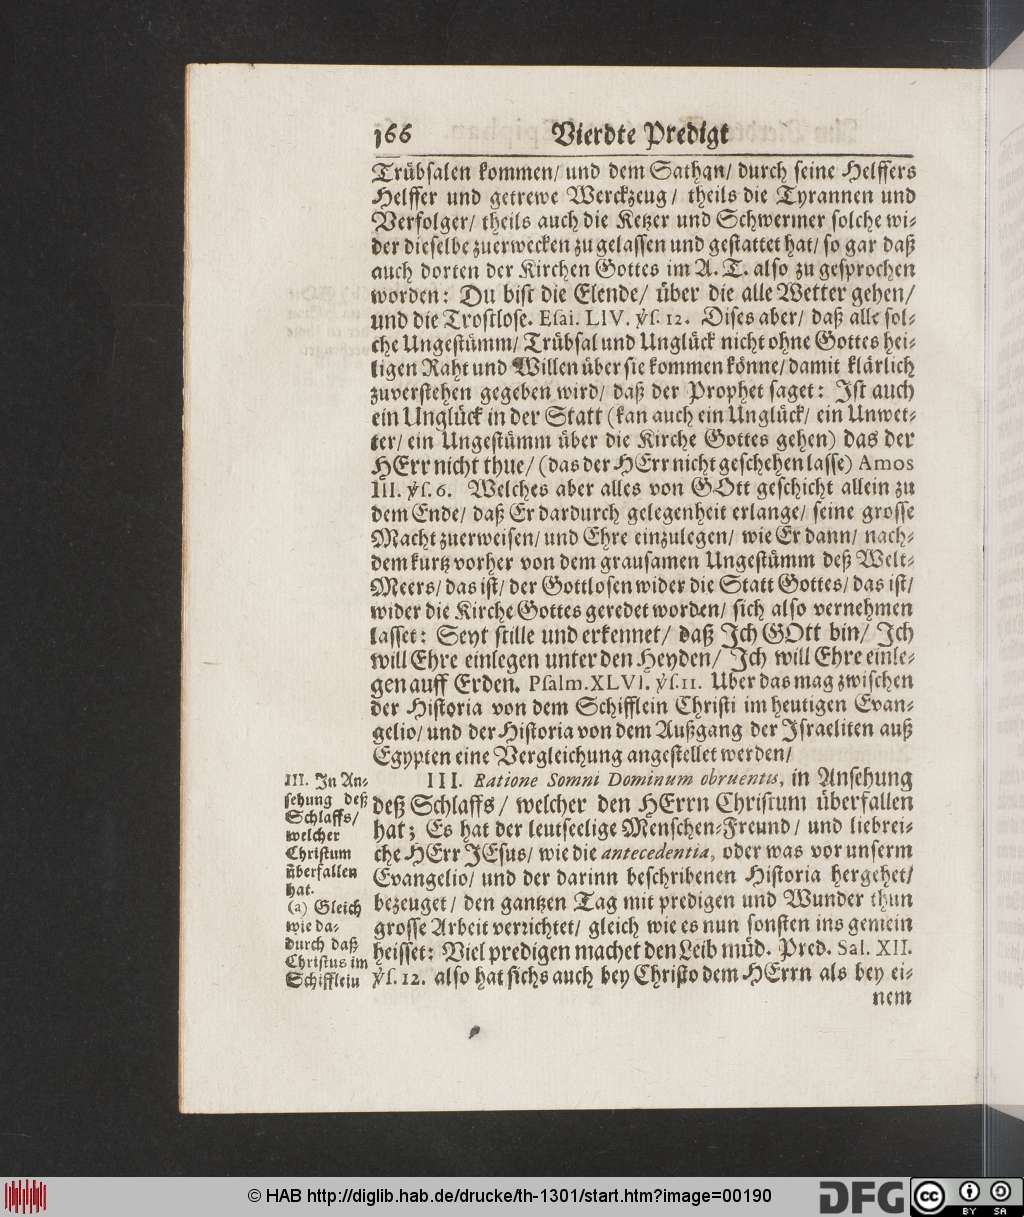 166 Vierdte Predigt
Trübsalen kommen/ und dem Sathan/ durch seine Helffers
Helffer und getrewe Werckzeug/ theils die Tyrannen und
Verfolger/ theils auch die Ketzer und Schwermer solche wi-
der dieselbe zuerwecken zu gelassen und gestattet hat/ so gar daß
auch dorten der Kirchen Gottes im A. T. also zu gesprochen
worden: Du bist die Elende/ über die alle Wetter gehen/
und die Trostlose. Esai. LIV. ℣s. 12. Dises aber/ daß alle sol-
che Ungestümm/ Trübsal und Unglück nicht ohne Gottes hei-
ligen Raht und Willen über sie kommen könne/ damit klärlich
zuverstehen gegeben wird/ daß der Prophet saget: Ist auch
ein Unglück in der Statt (kan auch ein Unglück/ ein Unwet-
ter/ ein Ungestümm über die Kirche Gottes gehen) das der
HErr nicht thue/ (das der HErr nicht geschehen lasse) Amos
III. ℣s. 6. Welches aber alles von GOtt geschicht allein zu
dem Ende/ daß Er dardurch gelegenheit erlange/ seine grosse
Macht zuerweisen/ und Ehre einzulegen/ wie Er dann/ nach-
dem kurtz vorher von dem grausamen Ungestümm deß Welt-
Meers/ das ist/ der Gottlosen wider die Statt Gottes/ das ist/
wider die Kirche Gottes geredet worden/ sich also vernehmen
lasset: Seyt stille und erkennet/ daß Ich GOtt bin/ Ich
will Ehre einlegen unter den Heyden/ Ich will Ehre einle-
gen auff Erden. Psalm. XLVI. ℣s. 11. Uber das mag zwischen
der Historia von dem Schifflein Christi im heutigen Evan-
gelio/ und der Historia von dem Außgang der Israeliten auß
Egypten eine Vergleichung angestellet werden/
III. Ratione Somni Dominum obruentis, in Ansehung
deß Schlaffs/ welcher den HErrn Christum überfallen
hat; Es hat der leutseelige Menschen-Freund/ und liebrei-
che HErr JEsus/ wie die antecedentia, oder was vor unserm
Evangelio/ und der darinn beschribenen Historia hergehet/
bezeuget/ den gantzen Tag mit predigen und Wunder thun
grosse Arbeit verrichtet/ gleich wie es nun sonsten ins gemein
heisset: Viel predigen machet den Leib müd. Pred. Sal. XII.
℣s. 12. also hat sichs auch bey Christo dem HErrn als bey ei-
nem
III. In An-
sehung deß
Schlaffs/
welcher
Christum
überfallen
hat.
(a) Gleich
wie da-
durch daß
Christus im
Schifflein
© HAB http://diglib.hab.de/drucke/th-1301/start.htm?image=00190
DFG
cc BY SA